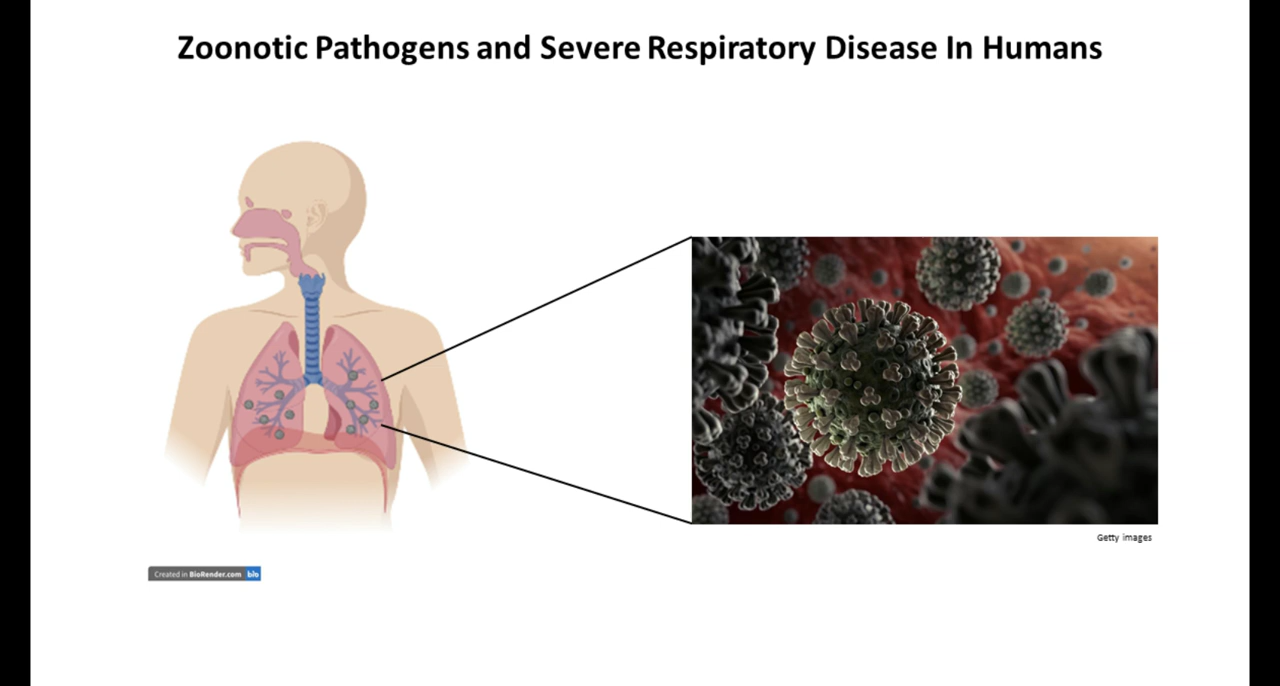 Zoonotic Pathogens and Severe Respiratory Disease In Humans
Getty images
Created in BioRender.com bio